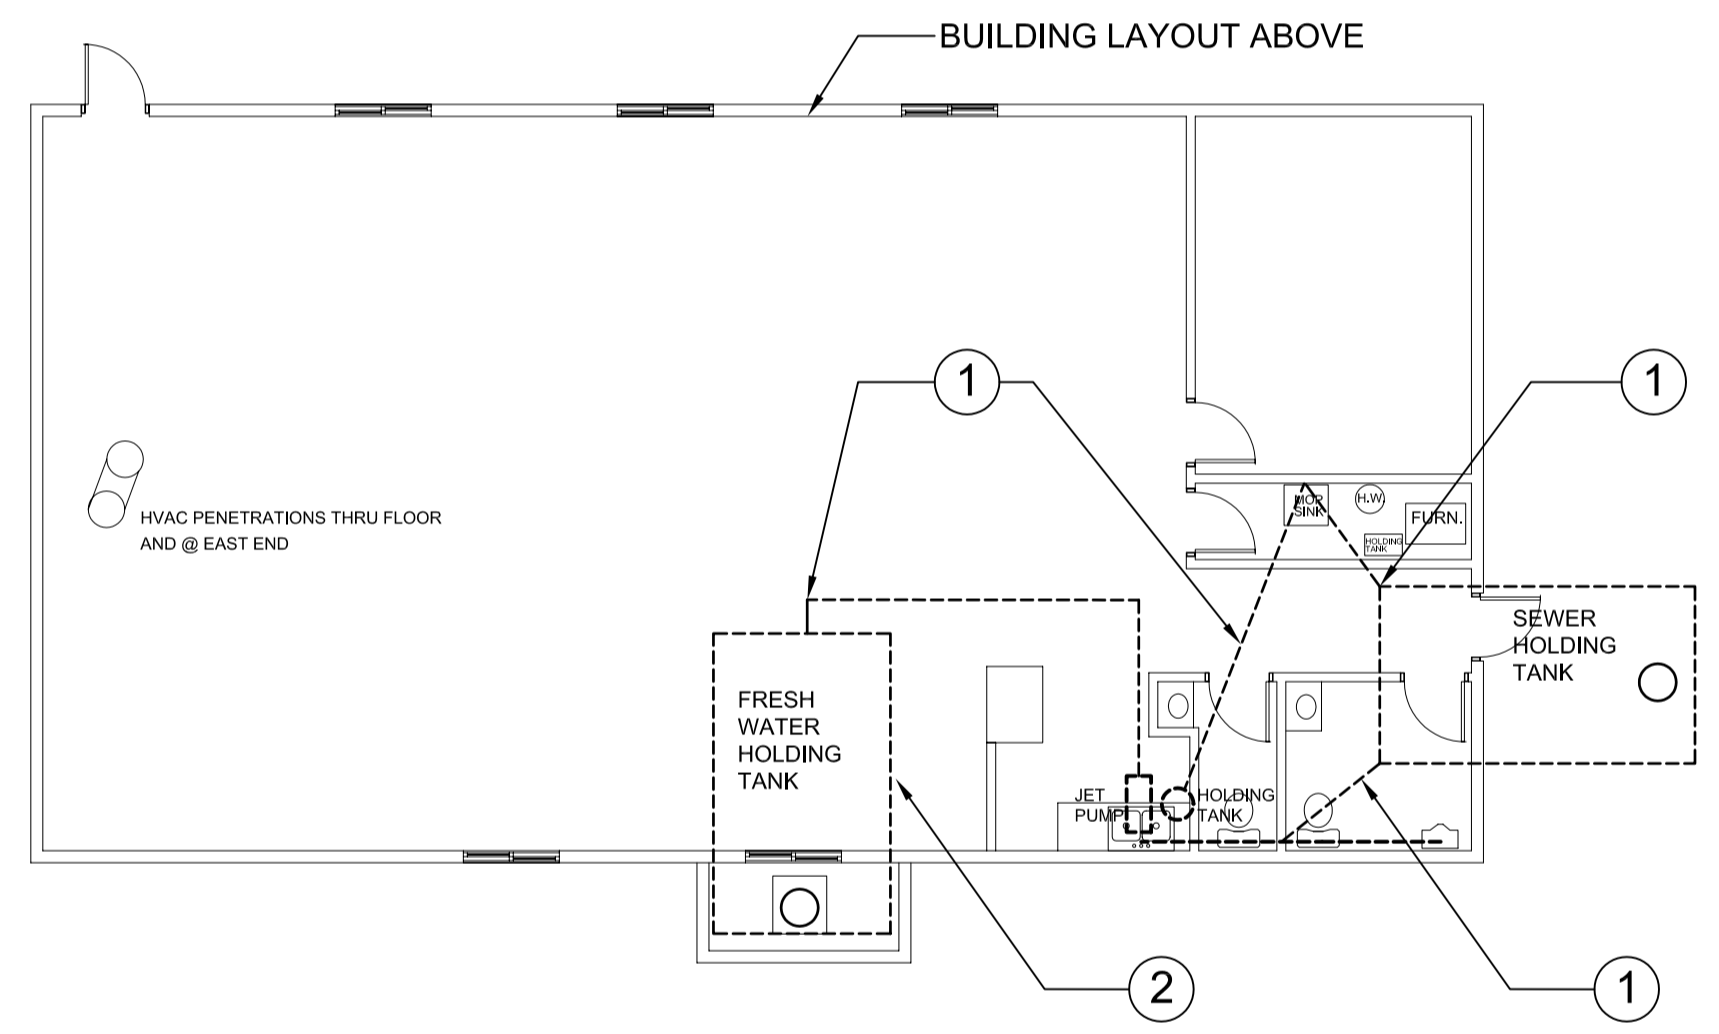 BUILDING LAYOUT ABOVE
1
1
MOP
SINK
H.W.
FURN.
HOLDING
TANK
HVAC PENETRATIONS THRU FLOOR
AND @ EAST END
SEWER
HOLDING
TANK
FRESH
WATER
HOLDING
TANK
JET
PUMP
HOLDING
TANK
2
1